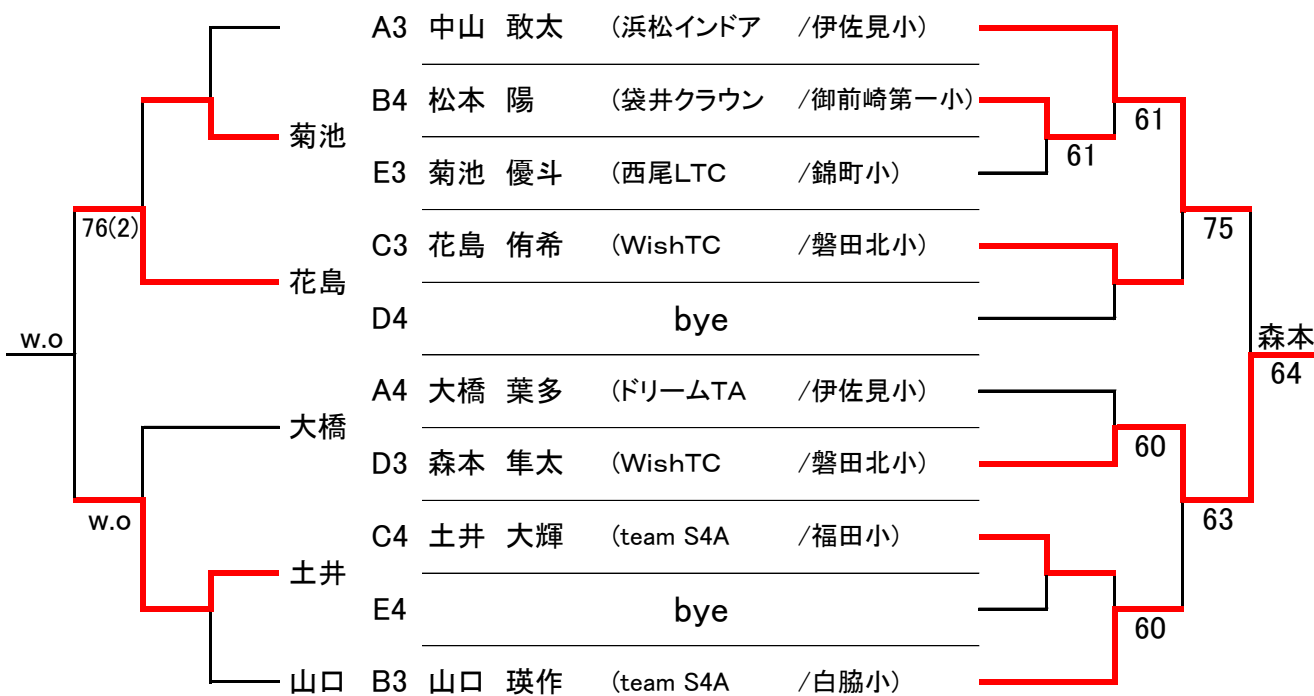 A3 中山 敢太 (浜松インドア /伊佐見小)
B4 松本 陽 (袋井クラウン /御前崎第一小)
61
菊池
61
E3 菊池 優斗 (西尾LTC /錦町小)
76(2)
75
C3 花島 侑希 (WishTC /磐田北小)
花島
D4 bye
w.o
森本
64
A4 大橋 葉多 (ドリームTA /伊佐見小)
大橋
60
D3 森本 隼太 (WishTC /磐田北小)
w.o
63
C4 土井 大輝 (team S4A /福田小)
土井
E4 bye
60
山口 B3 山口 瑛作 (team S4A /白脇小)